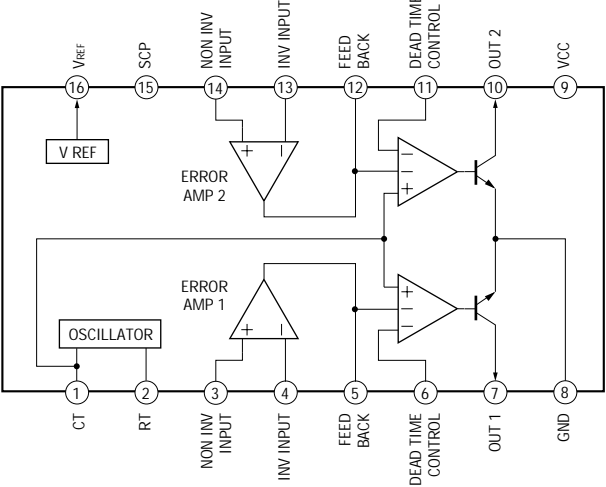 VREF
SCP
NON INV
INPUT
INV INPUT
FEED
BACK
DEAD TIME
CONTROL
OUT 2
VCC
16
15
14
13
12
11
10
9
V REF
+
−
ERROR
AMP 2
−
−
+
ERROR
AMP 1
+
−
+
−
−
OSCILLATOR
1
2
3
4
5
6
7
8
CT
RT
NON INV
INPUT
INV INPUT
FEED
BACK
DEAD TIME
CONTROL
OUT 1
GND